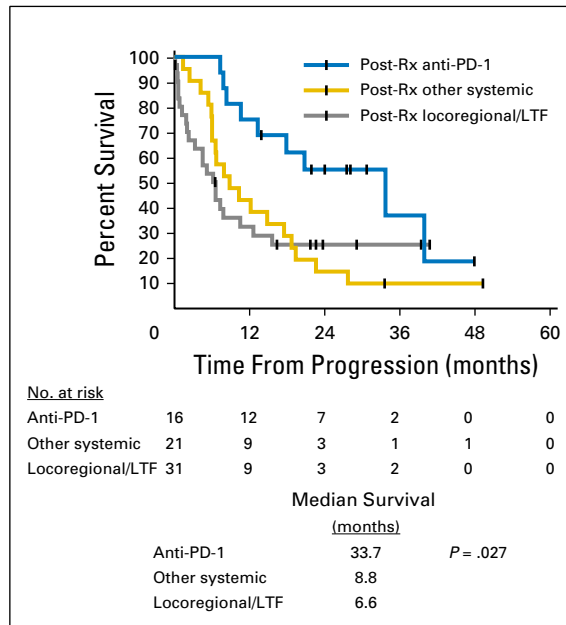 Post-Rx anti-PD-1
Post-Rx other systemic
Post-Rx locoregional/LTF
Percent Survival
100
90
80
70
60
50
40
30
20
10
0 12 24 36 48 60
Time From Progression (months)
No. at risk
Anti-PD-1 16 12 7 2 0 0
Other systemic 21 9 3 1 1 0
Locoregional/LTF 31 9 3 2 0 0
Median Survival
(months)
Anti-PD-1 33.7 P = .027
Other systemic 8.8
Locoregional/LTF 6.6